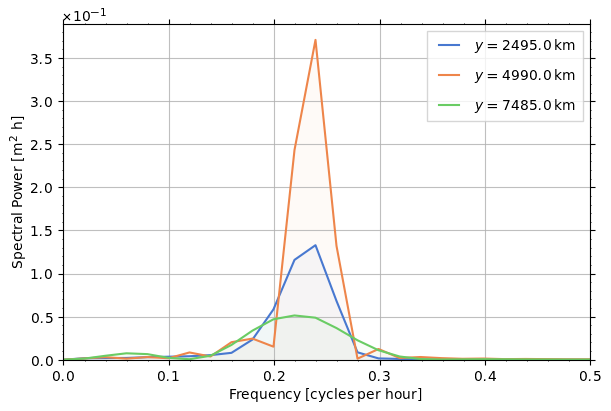 ×10⁻¹
3.5
3.0
2.5
2.0
1.5
1.0
0.5
0.0
Spectral Power [m² h]
y = 2495.0 km
y = 4990.0 km
y = 7485.0 km
0.0 0.1 0.2 0.3 0.4 0.5
Frequency [cycles per hour]